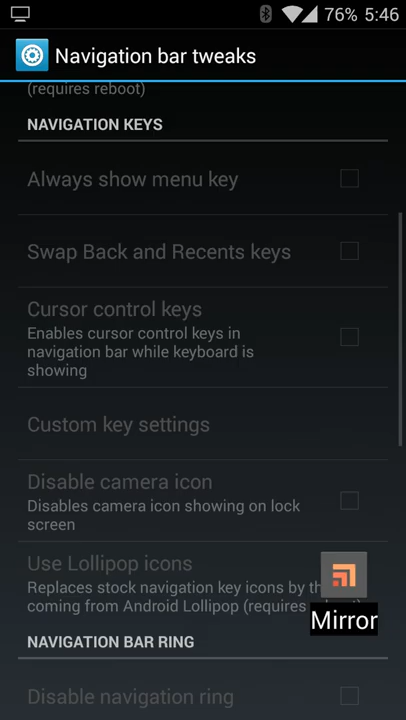 76% 5:46
Navigation bar tweaks
(requires reboot)
NAVIGATION KEYS
Always show menu key
Swap Back and Recents keys
Cursor control keys
Enables cursor control keys in
navigation bar while keyboard is
showing
Custom key settings
Disable camera icon
Disables camera icon showing on lock
screen
Use Lollipop icons
Replaces stock navigation key icons by
coming from Android Lollipop (requires
Mirror
NAVIGATION BAR RING
Disable navigation ring